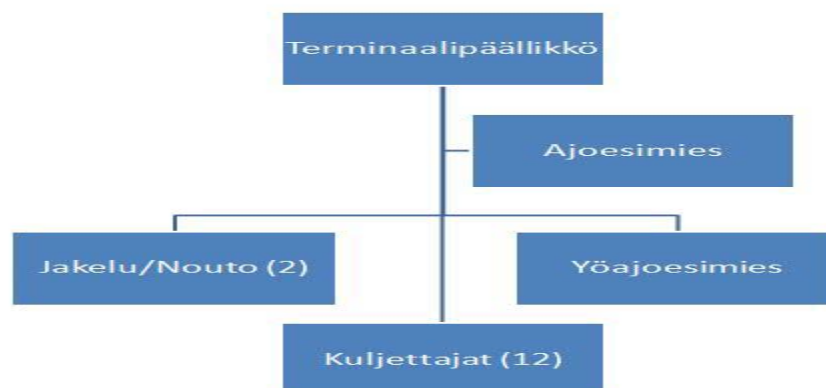 Terminaalipäällikkö
Ajoesimies
Jakelu/Nouto (2)
Yöajoesimies
Kuljettajat (12)